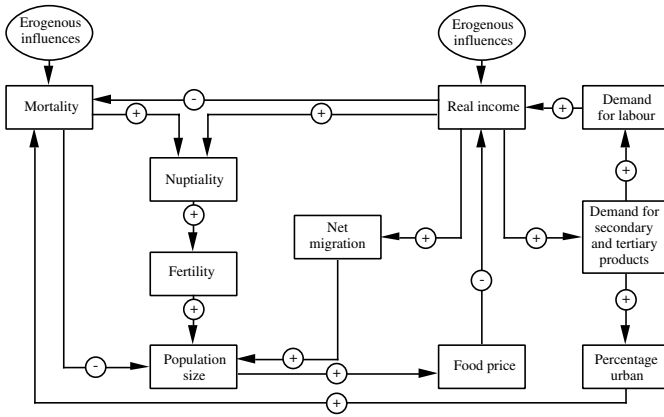 Erogenous
influences
Erogenous
influences
Mortality
-
Real income
+
Demand
for labour
+
+
Nuptiality
+
+
Net
migration
+
+
Demand for
secondary
and tertiary
products
Fertility
-
+
+
Population
size
-
+
+
Food price
Percentage
urban
+